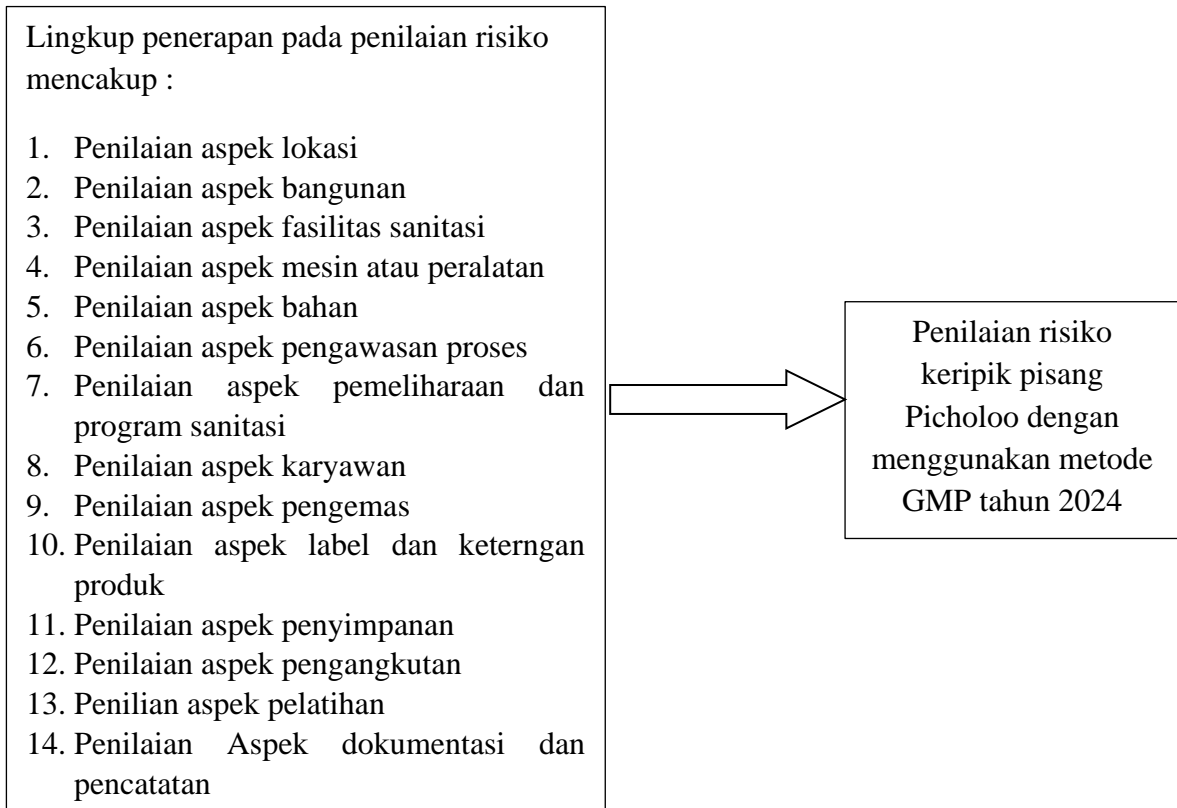 Lingkup penerapan pada penilaian risiko
mencakup :
1. Penilaian aspek lokasi
2. Penilaian aspek bangunan
3. Penilaian aspek fasilitas sanitasi
4. Penilaian aspek mesin atau peralatan
5. Penilaian aspek bahan
6. Penilaian aspek pengawasan proses
7. Penilaian aspek pemeliharaan dan
program sanitasi
8. Penilaian aspek karyawan
9. Penilaian aspek pengemas
10. Penilaian aspek label dan keterngan
produk
11. Penilaian aspek penyimpanan
12. Penilaian aspek pengangkutan
13. Penilian aspek pelatihan
14. Penilaian Aspek dokumentasi dan
pencatatan
Penilaian risiko
keripik pisang
Picholoo dengan
menggunakan metode
GMP tahun 2024